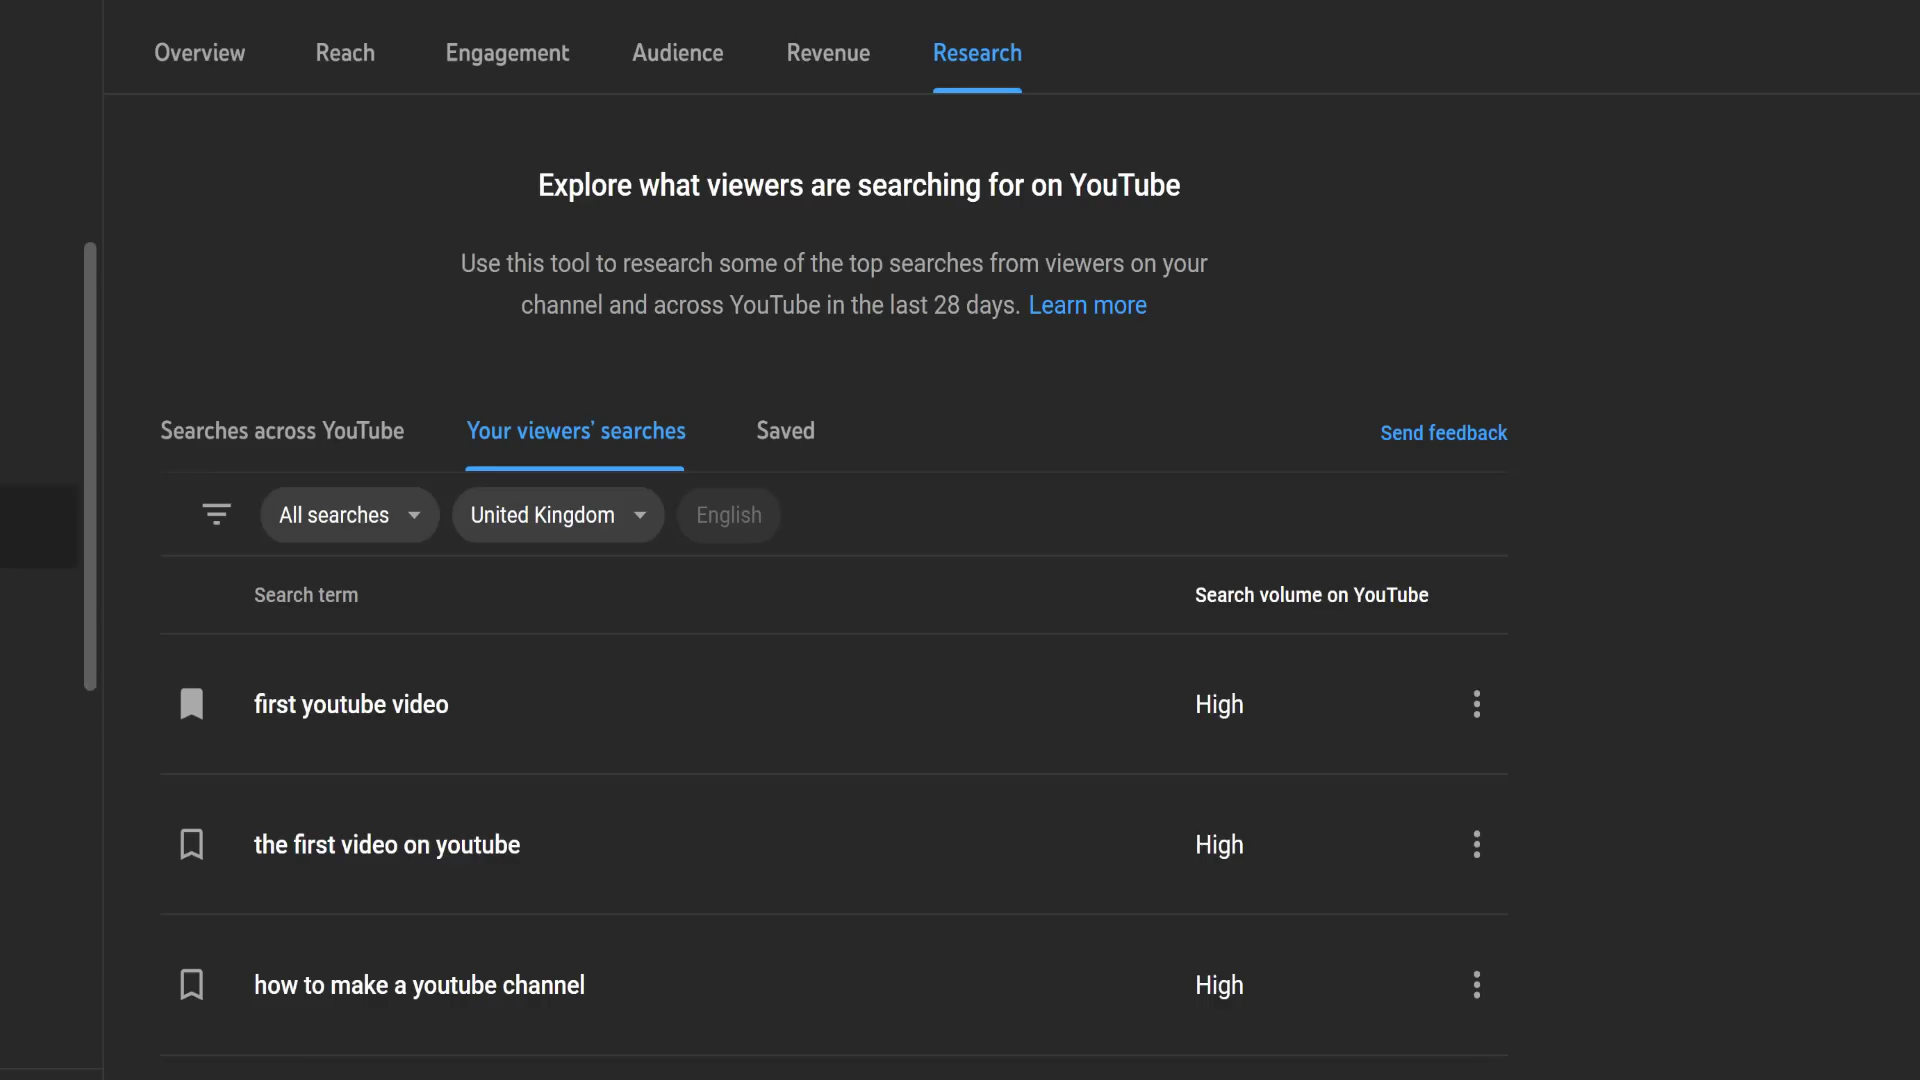 Overview Reach Engagement Audience Revenue Research
Explore what viewers are searching for on YouTube
Use this tool to research some of the top searches from viewers on your
channel and across YouTube in the last 28 days. Learn more
Searches across YouTube Your viewers’ searches Saved Send feedback
All searches United Kingdom English
Search term Search volume on YouTube
first youtube video High
the first video on youtube High
how to make a youtube channel High